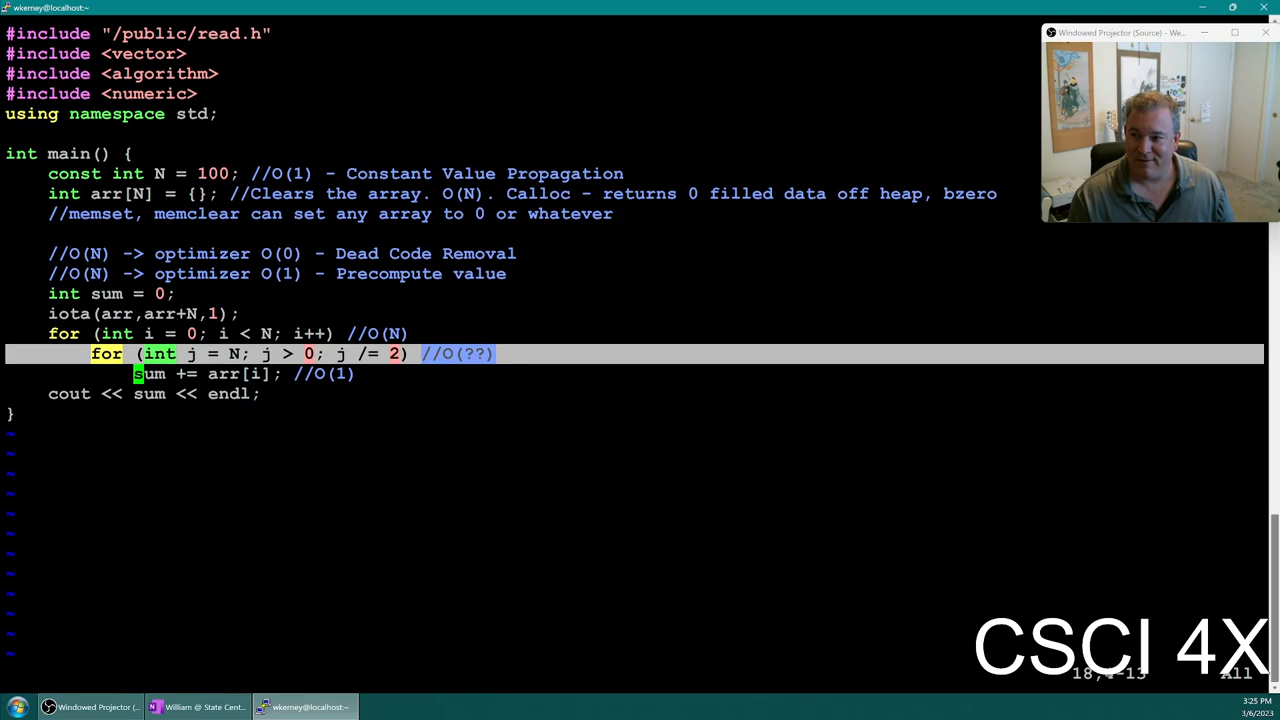 wkerney@localhost:~
#include "/public/read.h"
#include <vector>
#include <algorithm>
#include <numeric>
using namespace std;
int main() {
const int N = 100; //O(1) - Constant Value Propagation
int arr[N] = {}; //Clears the array. O(N). Calloc - returns 0 filled data off heap, bzero
//memset, memclear can set any array to 0 or whatever
//O(N) -> optimizer O(0) - Dead Code Removal
//O(N) -> optimizer O(1) - Precompute value
int sum = 0;
iota(arr,arr+N,1);
for (int i = 0; i < N; i++) //O(N)
for (int j = N; j > 0; j /= 2) //O(??)
sum += arr[i]; //O(1)
cout << sum << endl;
}
~
~
~
~
~
~
~
~
~
~
~
~
Windowed Projector (Source) - We...
CSCI 4X
18,4-13 All
Windowed Projector (...
William @ State Cent...
wkerney@localhost:~
3:25 PM
3/6/2023